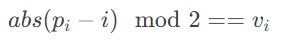 abs(p_i − i) mod 2 == v_i